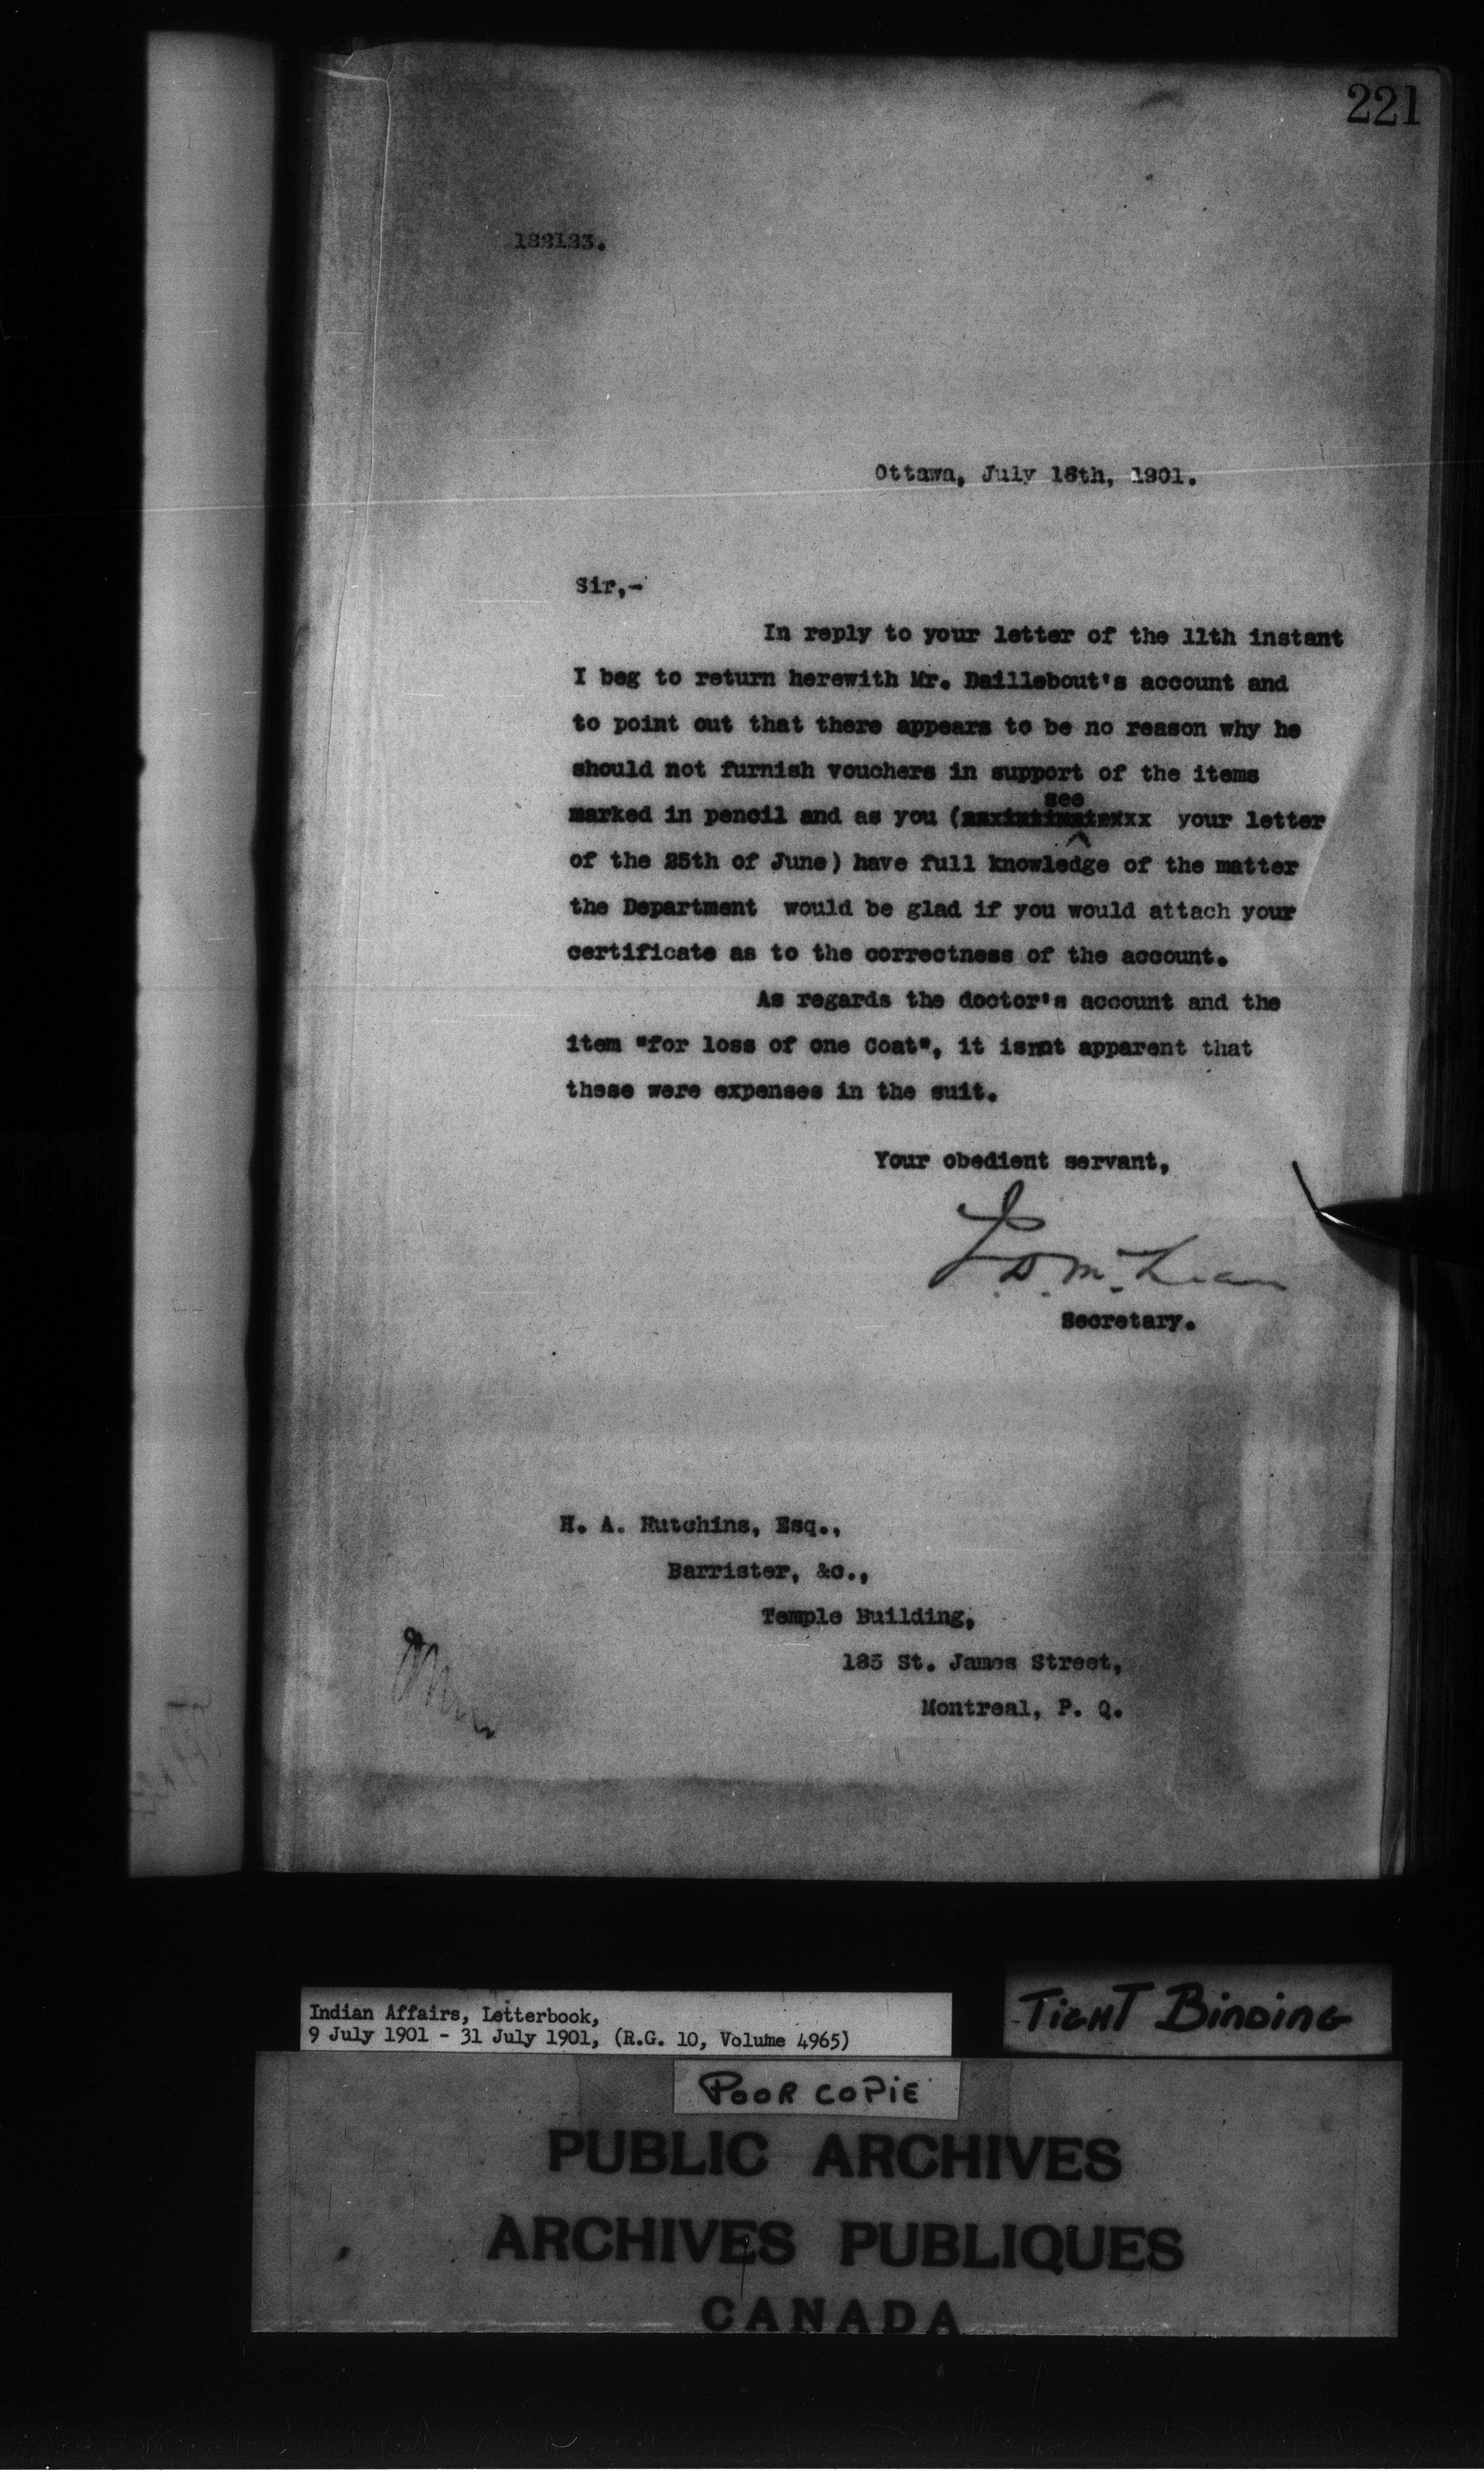 221
182123.
Ottawa, July 16th, 1901.
Sir,-
In reply to your letter of the 11th instant
I beg to return herewith Mr. Daillebout's account and
to point out that there appears to be no reason why he
should not furnish vouchers in support of the items
see
marked in pencil and as you ( your letter
of the 25th of June) have full knowledge of the matter
the Department would be glad if you would attach your
certificate as to the correctness of the account.
As regards the doctor's account and the
item "for loss of one Coat", it isnnt apparent that
these were expenses in the suit.
Your obedient servant,
J. D. McLean
Secretary.
H. A. Hutchins, Esq.,
Barrister, &c.,
Temple Building,
185 St. James Street,
Montreal, P. Q.
Indian Affairs, Letterbook,
9 July 1901 - 31 July 1901, (R.G. 10, Volume 4965)
TIGHT BINDING
POOR COPIE
PUBLIC ARCHIVES
ARCHIVES PUBLIQUES
CANADA